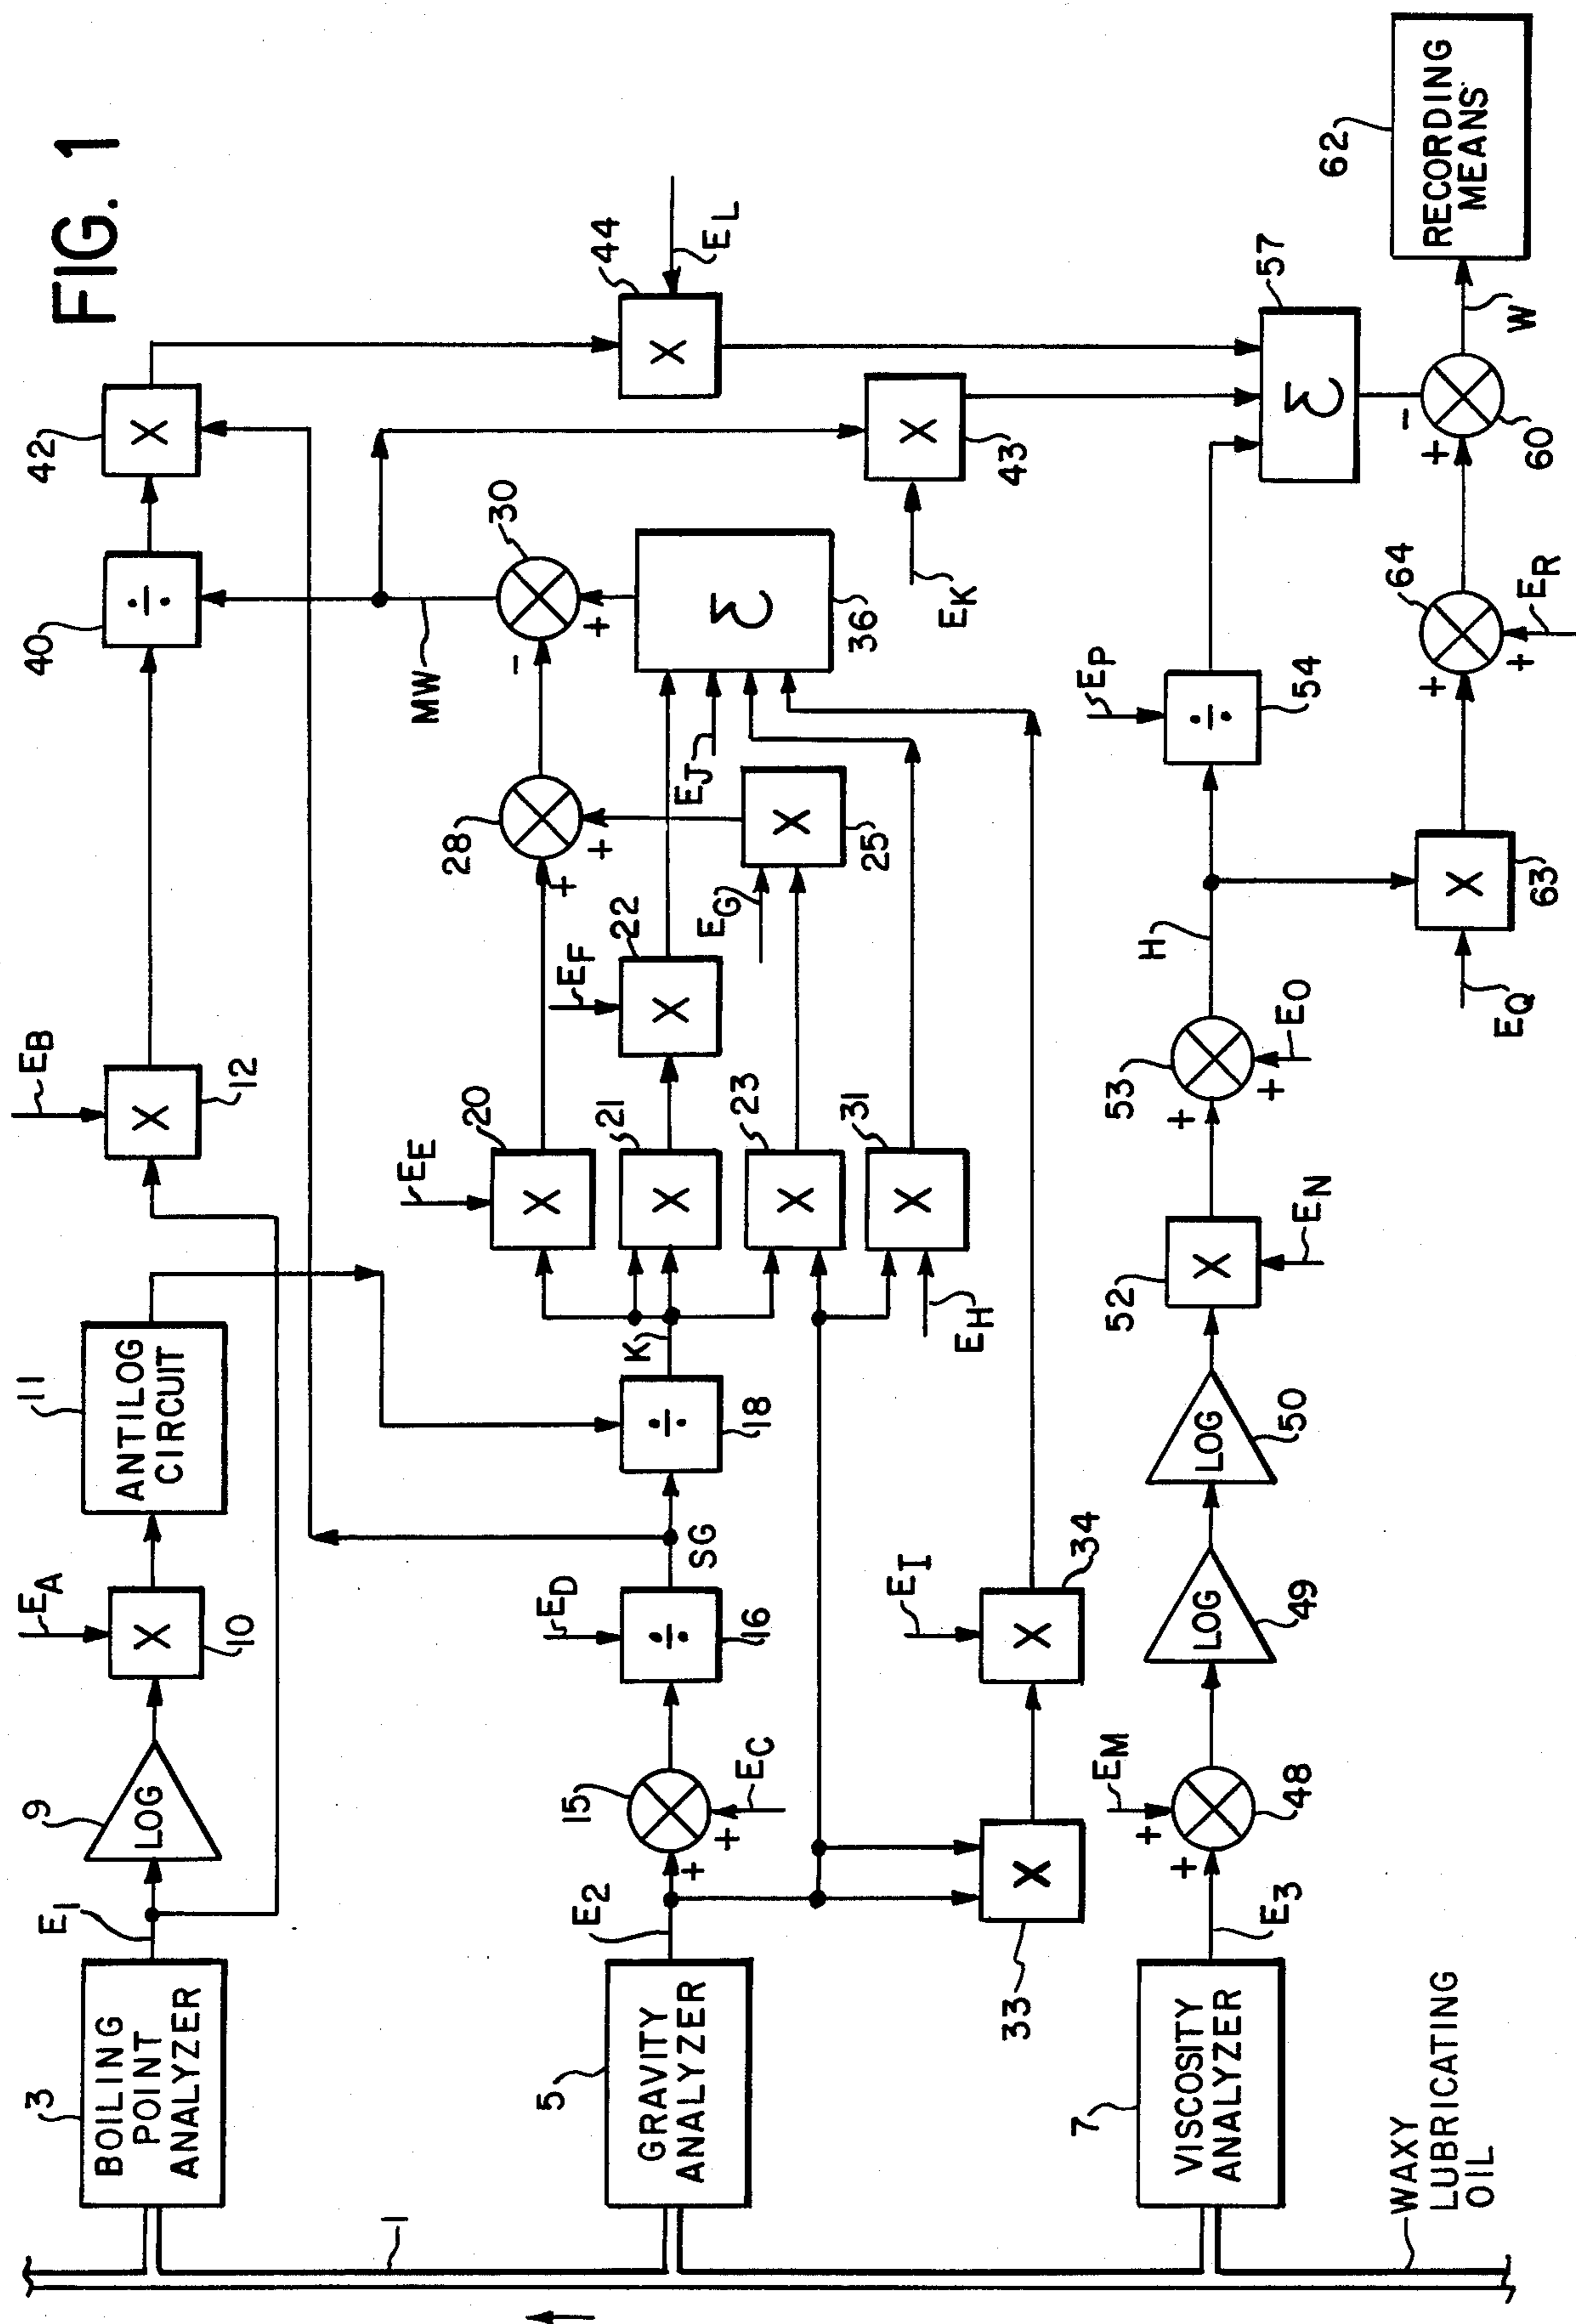 FIG. 1
3
BOILING
POINT
ANALYZER
E1
9
LOG
EA
X
10
11
ANTILOG
CIRCUIT
EB
X
12
40
÷
42
X
44
X
EL
5
GRAVITY
ANALYZER
E2
15
+
+
EC
ED
÷
16
SG
÷
18
K
EE
20
X
21
X
EF
22
X
23
X
EG
X
25
28
+
+
30
-
+
MW
EH
31
X
33
X
EI
X
34
EJ
Σ
36
EK
X
43
7
VISCOSITY
ANALYZER
E3
EM
+
+
48
LOG
49
LOG
50
52
X
EN
53
+
+
EO
H
EP
÷
54
57
Σ
EQ
X
63
64
+
+
ER
+
-
60
W
62
RECORDING
MEANS
1
WAXY
LUBRICATING
OIL